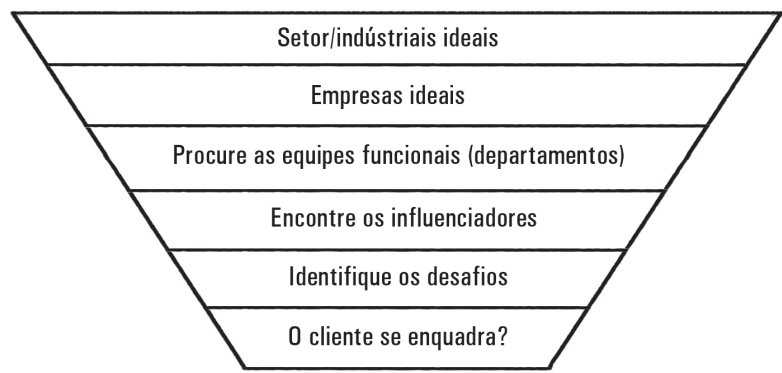 Setor/indústriais ideais
Empresas ideais
Procure as equipes funcionais (departamentos)
Encontre os influenciadores
Identifique os desafios
O cliente se enquadra?